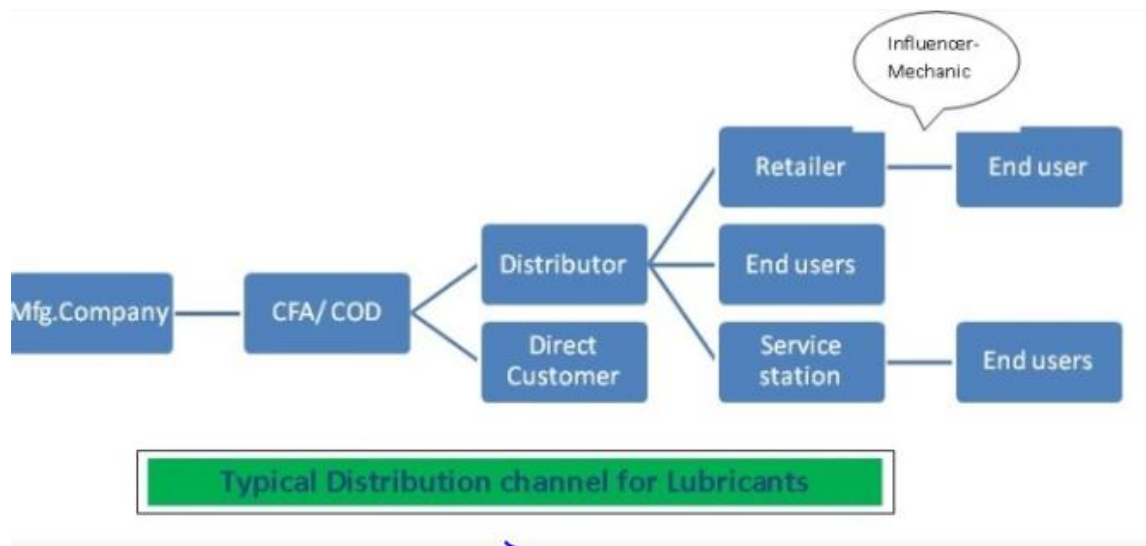 Influencer-
Mechanic
Retailer
End user
Distributor
End users
Mfg.Company
CFA/ COD
Direct
Customer
Service
station
End users
Typical Distribution channel for Lubricants